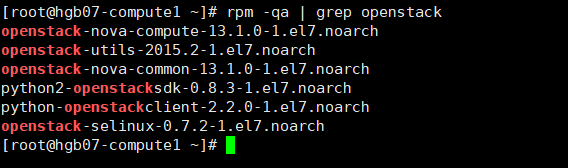 [root@hgb07-compute1 ~]# rpm -qa | grep openstack
openstack-nova-compute-13.1.0-1.el7.noarch
openstack-utils-2015.2-1.el7.noarch
openstack-nova-common-13.1.0-1.el7.noarch
python2-openstacksdk-0.8.3-1.el7.noarch
python-openstackclient-2.2.0-1.el7.noarch
openstack-selinux-0.7.2-1.el7.noarch
[root@hgb07-compute1 ~]#